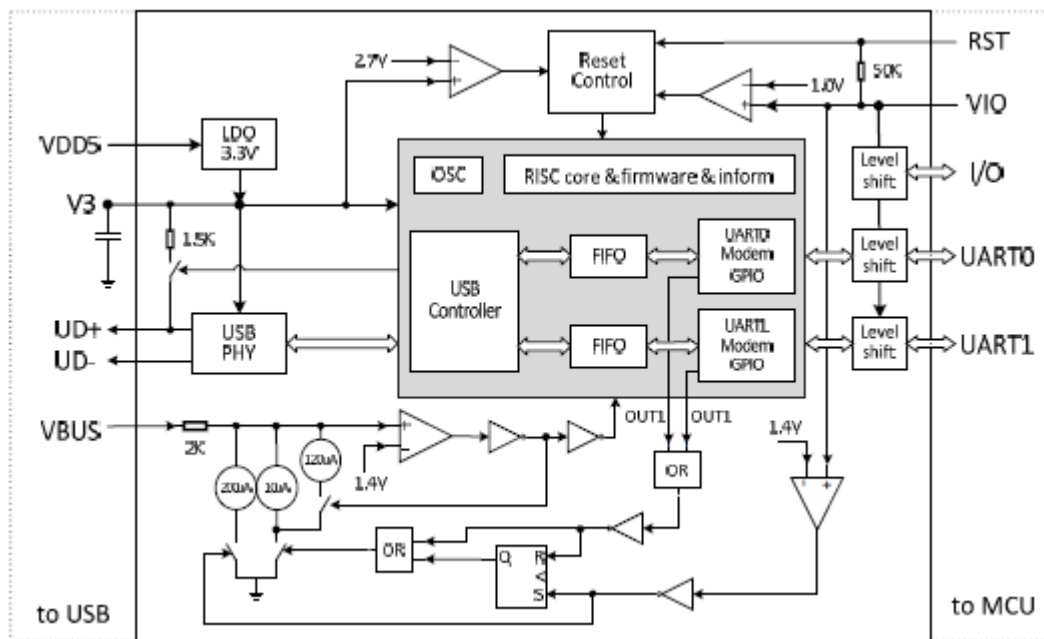 2.7V
Reset
Control
RST
50K
1.0V
VIO
VDD5
LDO
3.3V
iOSC
RISC core & firmware & inform
Level
shift
I/O
V3
1.5K
USB
Controller
FIFO
UART0
Modem
GPIO
Level
shift
UART0
UD+
UD-
USB
PHY
FIFO
UART1
Modem
GPIO
Level
shift
UART1
VBUS
2K
+
-
1.4V
120uA
200uA
10uA
OUT1
OUT1
OR
1.4V
OR
Q
R
S
to USB
to MCU